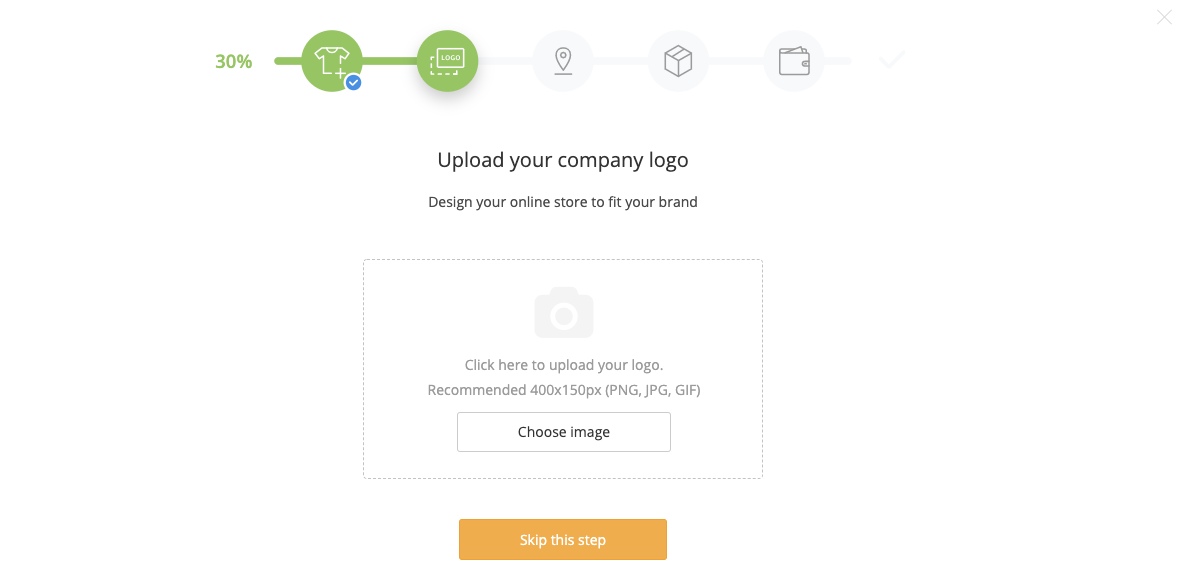 30%
LOGO
Upload your company logo
Design your online store to fit your brand
Click here to upload your logo.
Recommended 400x150px (PNG, JPG, GIF)
Choose image
Skip this step